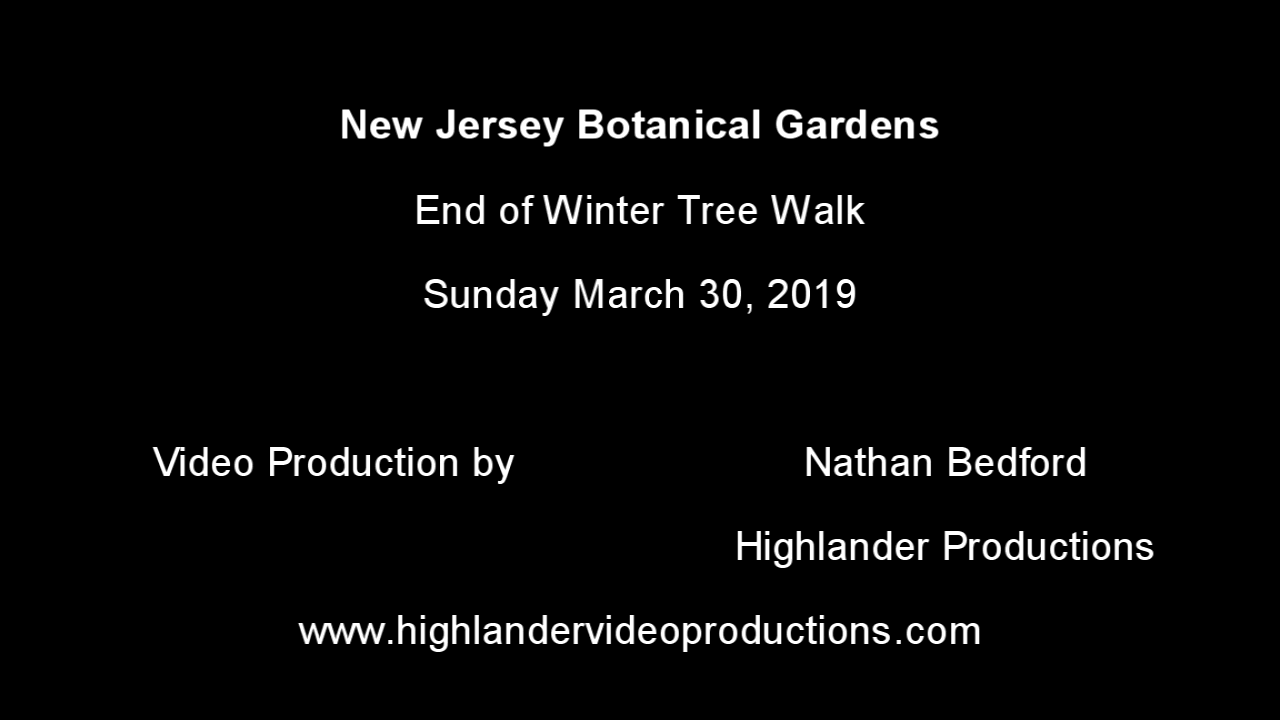 New Jersey Botanical Gardens
End of Winter Tree Walk
Sunday March 30, 2019
Video Production by Nathan Bedford
Highlander Productions
www.highlandervideoproductions.com